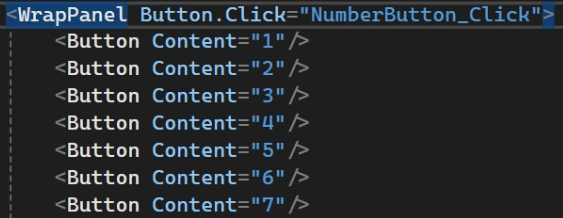 <WrapPanel Button.Click="NumberButton_Click">
<Button Content="1"/>
<Button Content="2"/>
<Button Content="3"/>
<Button Content="4"/>
<Button Content="5"/>
<Button Content="6"/>
<Button Content="7"/>